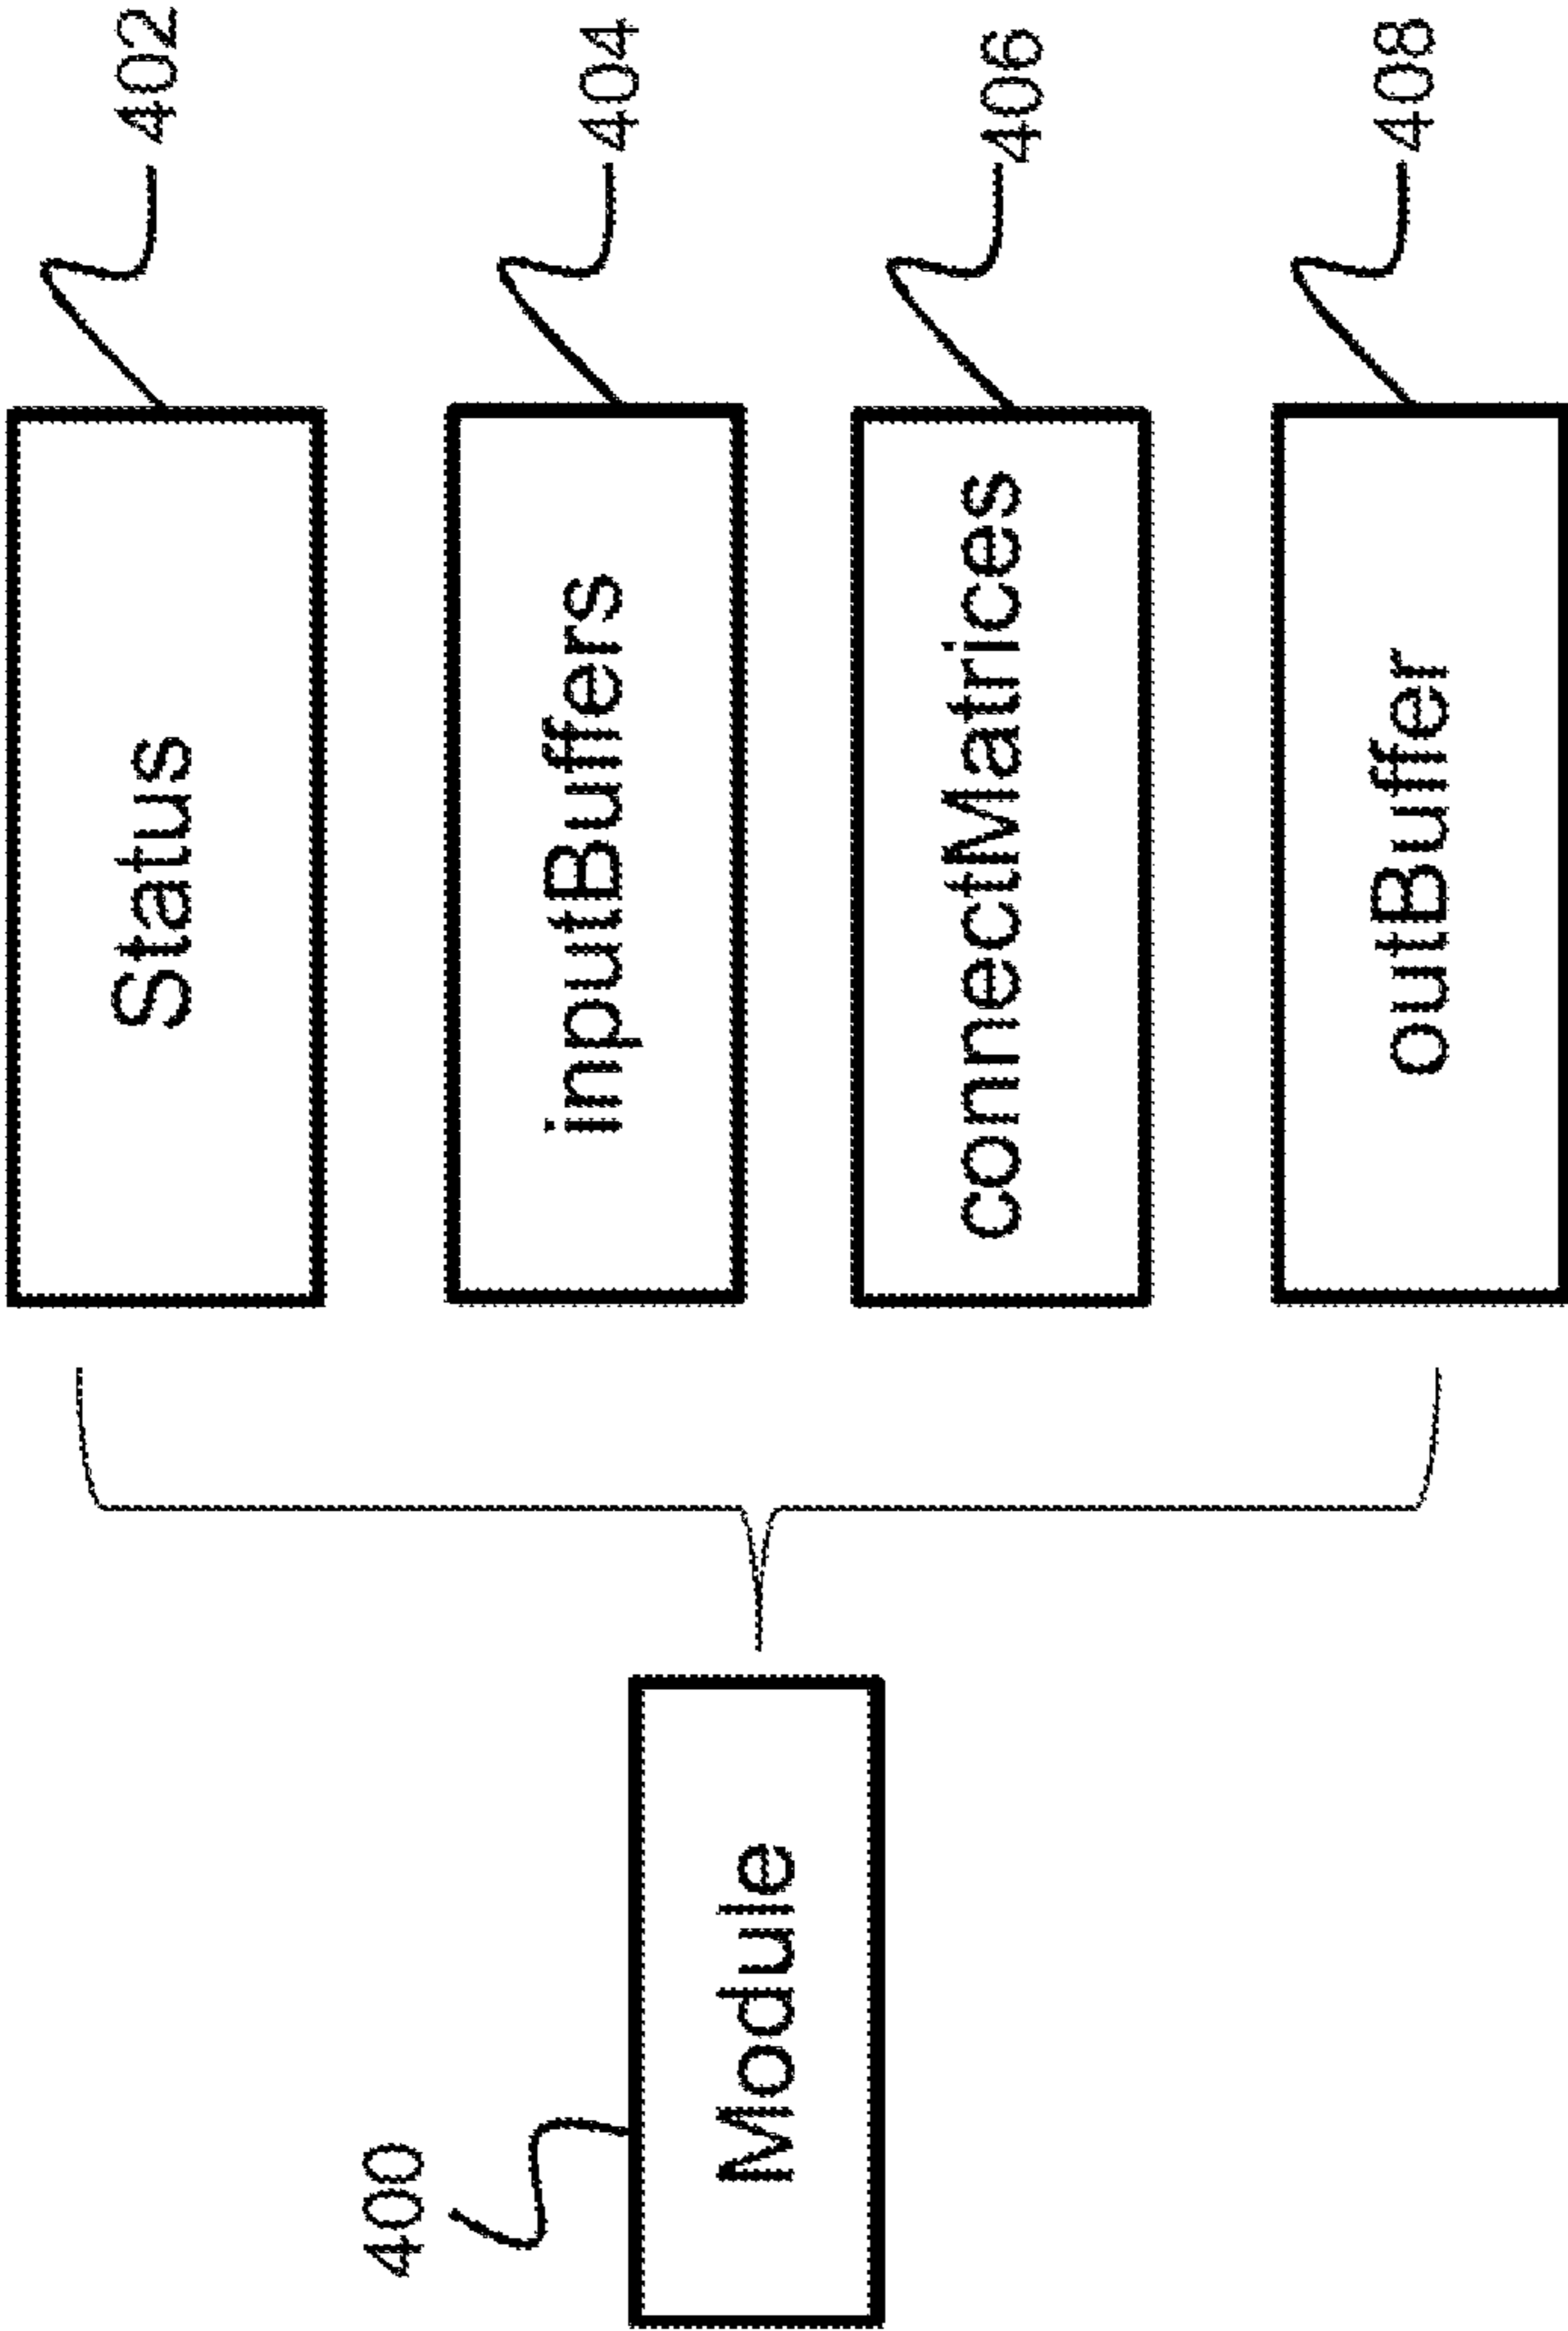 400
Module
Status
402
inputBuffers
404
connectMatrices
406
outBuffer
408